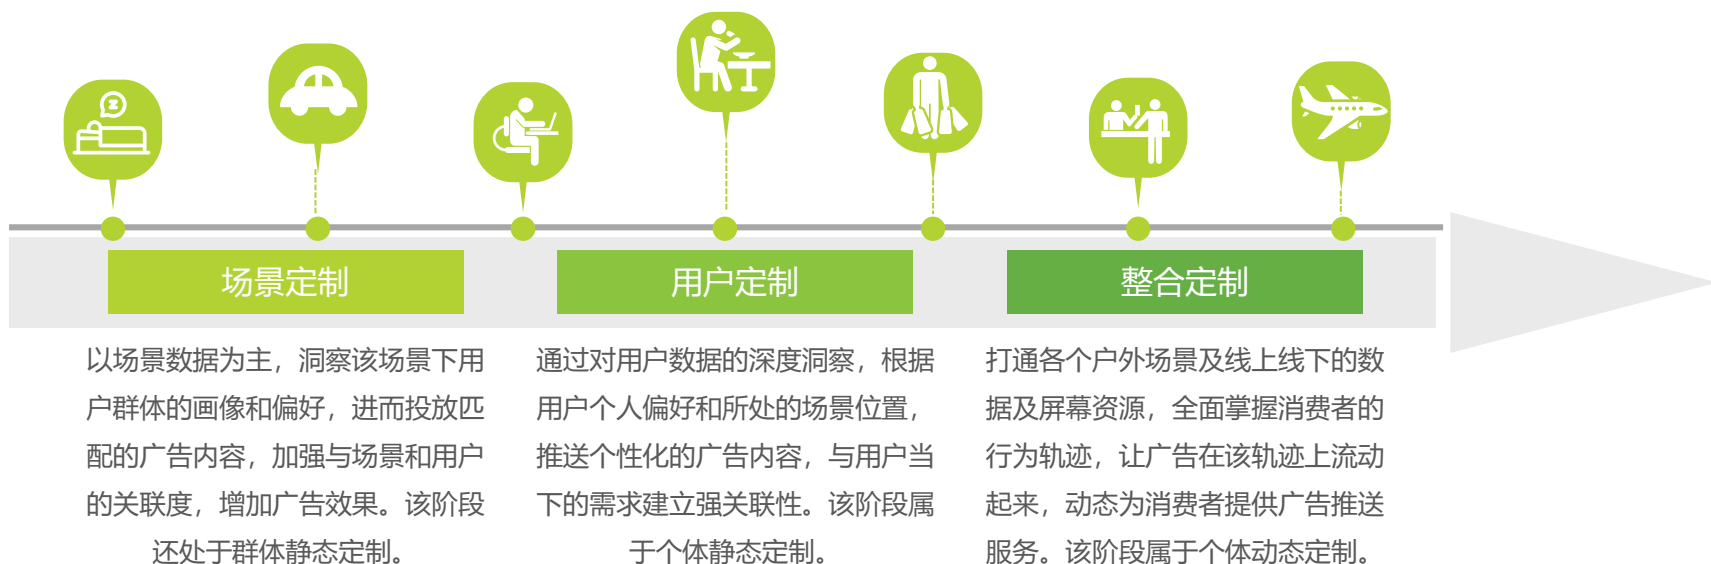 场景定制
用户定制
整合定制
以场景数据为主，洞察该场景下用
户群体的画像和偏好，进而投放匹
配的广告内容，加强与场景和用户
的关联度，增加广告效果。该阶段
还处于群体静态定制。
通过对用户数据的深度洞察，根据
用户个人偏好和所处的场景位置，
推送个性化的广告内容，与用户当
下的需求建立强关联性。该阶段属
于个体静态定制。
打通各个户外场景及线上线下的数
据及屏幕资源，全面掌握消费者的
行为轨迹，让广告在该轨迹上流动
起来，动态为消费者提供广告推送
服务。该阶段属于个体动态定制。